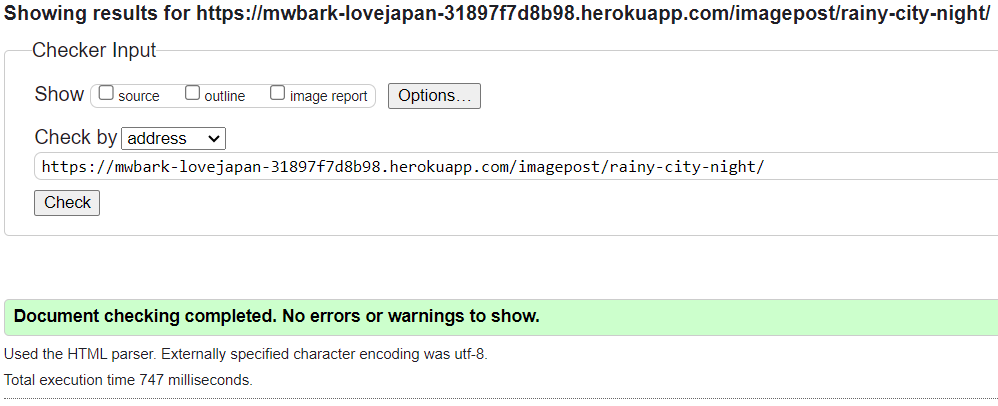 Showing results for https://mwbark-lovejapan-31897f7d8b98.herokuapp.com/imagepost/rainy-city-night/
Checker Input
Show source outline image report Options...
Check by address
https://mwbark-lovejapan-31897f7d8b98.herokuapp.com/imagepost/rainy-city-night/
Check
Document checking completed. No errors or warnings to show.
Used the HTML parser. Externally specified character encoding was utf-8.
Total execution time 747 milliseconds.